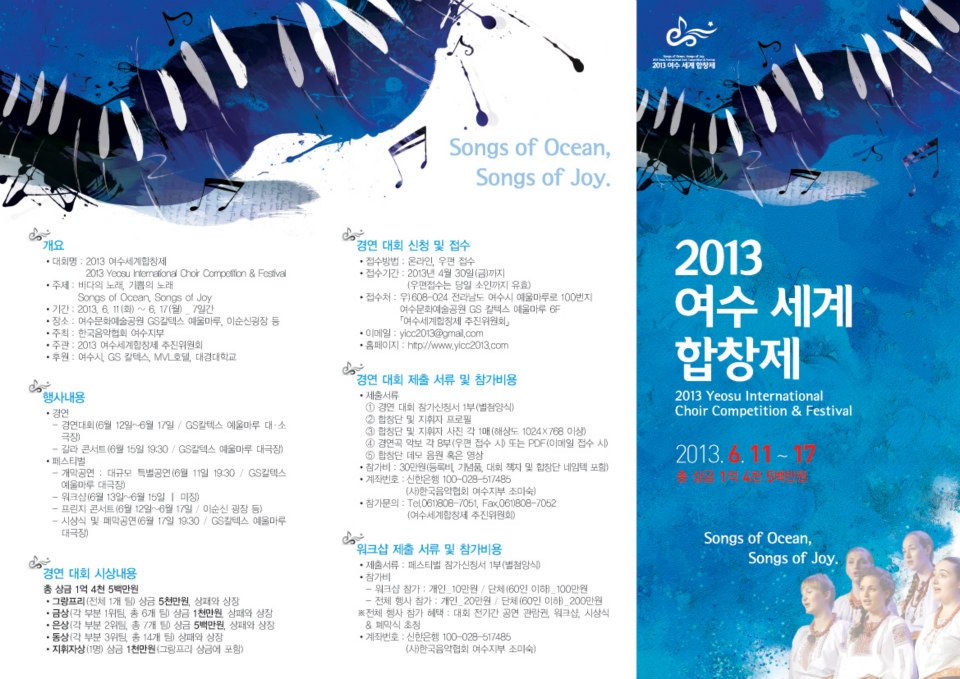 Songs of Ocean,
Songs of Joy.
개요
• 대회명 : 2013 여수세계합창제
2013 Yeosu International Choir Competition & Festival
• 주제 : 바다의 노래, 기쁨의 노래
Songs of Ocean, Songs of Joy
• 기간 : 2013. 6. 11(화) ~ 6. 17(월) _ 7일간
• 장소 : 여수문화예술공원 GS칼텍스 예울마루, 이순신광장 등
• 주최 : 한국음악협회 여수지부
• 주관 : 2013 여수세계합창제 추진위원회
• 후원 : 여수시, GS 칼텍스, MVL호텔, 대경대학교
행사내용
• 경연
- 경연대회(6월 12일~6월 17일 / GS칼텍스 예울마루 대·소
극장)
- 갈라 콘서트(6월 15일 19:30 / GS칼텍스 예울마루 대극장)
• 페스티벌
- 개막공연 : 대규모 특별공연(6월 11일 19:30 / GS칼텍스
예울마루 대극장)
- 워크샵(6월13일~6월15일 ㅣ 미정)
- 프린지 콘서트(6월 12일~6월 17일 / 이순신 광장 등)
- 시상식 및 폐막공연(6월 17일 19:30 / GS칼텍스 예울마루
대극장)
경연 대회 시상내용
총 상금 1억 4천 5백만원
• 그랑프리(전체 1개 팀) 상금 5천만원, 상패와 상장
• 금상(각 부분 1위팀, 총 6개 팀) 상금 1천만원, 상패와 상장
• 은상(각 부분 2위팀, 총 7개 팀) 상금 5백만원, 상패와 상장
• 동상(각 부분 3위팀, 총 14개 팀) 상패와 상장
• 지휘자상(1명) 상금 1천만원(그랑프리 상금에 포함)
경연 대회 신청 및 접수
• 접수방법 : 온라인, 우편 접수
• 접수기간 : 2013년 4월 30일(금)까지
(우편접수는 당일 소인까지 유효)
• 접수처 : 우)608-024 전라남도 여수시 예울마루로 100번지
여수문화예술공원 GS 칼텍스 예울마루 6F
「여수세계합창제 추진위원회」
• 이메일 : yicc2013@gmail.com
• 홈페이지 : http://www.yicc2013.com
경연 대회 제출 서류 및 참가비용
• 제출서류
① 경연 대회 참가신청서 1부(별첨양식)
② 합창단 및 지휘자 프로필
③ 합창단 및 지휘자 사진 각 1매(해상도 1024×768 이상)
④ 경연곡 악보 각 8부(우편 접수 시) 또는 PDF(이메일 접수 시)
⑤ 합창단 데모 음원 혹은 영상
• 참가비 : 30만원(등록비, 기념품, 대회 책자 및 합창단 네임텍 포함)
• 계좌번호 : 신한은행 100-028-517485
(사)한국음악협회 여수지부 조미숙)
• 참가문의 : Tel.061)808-7051, Fax.061)808-7052
(여수세계합창제 추진위원회)
워크샵 제출 서류 및 참가비용
• 제출서류 : 페스티벌 참가신청서 1부(별첨양식)
• 참가비
- 워크샵 참가 : 개인_10만원 / 단체(60인 이하)_100만원
- 전체 행사 참가 : 개인_20만원 / 단체(60인 이하)_200만원
※전체 행사 참가 혜택 : 대회 전기간 공연 관람권, 워크샵, 시상식
& 폐막식 초청
• 계좌번호 : 신한은행 100-028-517485
(사)한국음악협회 여수지부 조미숙)
Songs of Ocean, Songs of Joy
2013 Yeosu International Choir Competition & Festival
2013 여수 세계 합창제
2013
여수 세계
합창제
2013 Yeosu International
Choir Competition & Festival
2013. 6. 11 ~ 17
총 상금 1억 4천 5백만원
Songs of Ocean,
Songs of Joy.